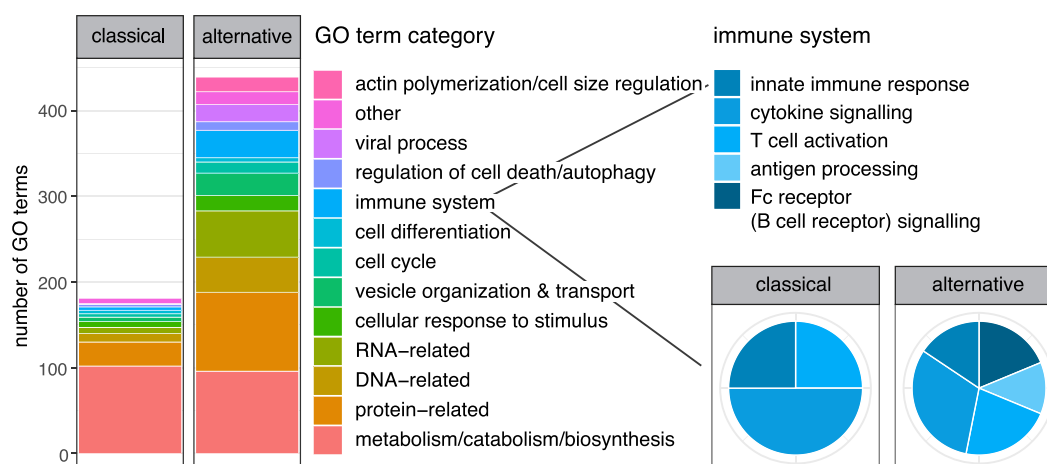 classical
alternative
number of GO terms
400
300
200
100
0
GO term category
actin polymerization/cell size regulation
other
viral process
regulation of cell death/autophagy
immune system
cell differentiation
cell cycle
vesicle organization & transport
cellular response to stimulus
RNA−related
DNA−related
protein−related
metabolism/catabolism/biosynthesis
immune system
innate immune response
cytokine signalling
T cell activation
antigen processing
Fc receptor
(B cell receptor) signalling
classical
alternative